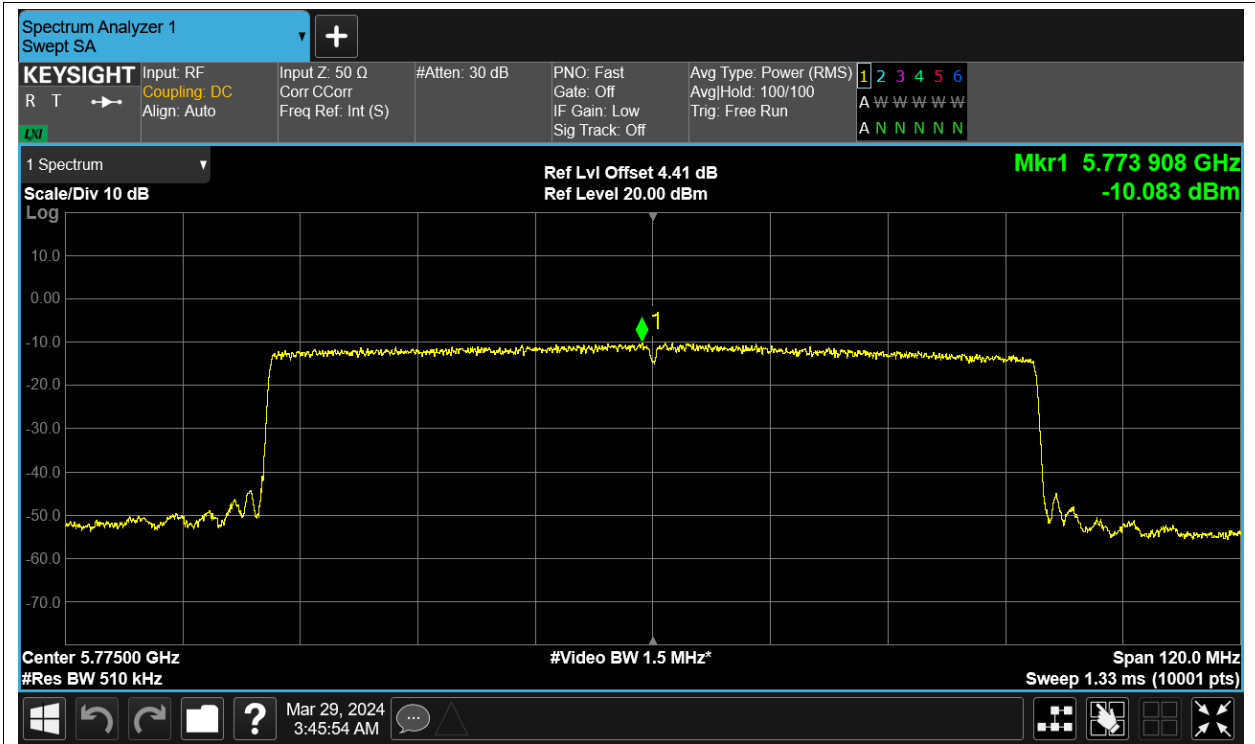 Spectrum Analyzer 1
Swept SA
KEYSIGHT
R T
LXI
Input: RF
Coupling: DC
Align: Auto
Input Z: 50 Ω
Corr CCorr
Freq Ref: Int (S)
#Atten: 30 dB
PNO: Fast
Gate: Off
IF Gain: Low
Sig Track: Off
Avg Type: Power (RMS)
Avg|Hold: 100/100
Trig: Free Run
1 2 3 4 5 6
A W W W W W
A N N N N N
1 Spectrum
Scale/Div 10 dB
Log
Ref Lvl Offset 4.41 dB
Ref Level 20.00 dBm
Mkr1 5.773 908 GHz
-10.083 dBm
10.0
0.00
-10.0
-20.0
-30.0
-40.0
-50.0
-60.0
-70.0
1
Center 5.77500 GHz
#Res BW 510 kHz
#Video BW 1.5 MHz*
Span 120.0 MHz
Sweep 1.33 ms (10001 pts)
?
Mar 29, 2024
3:45:54 AM